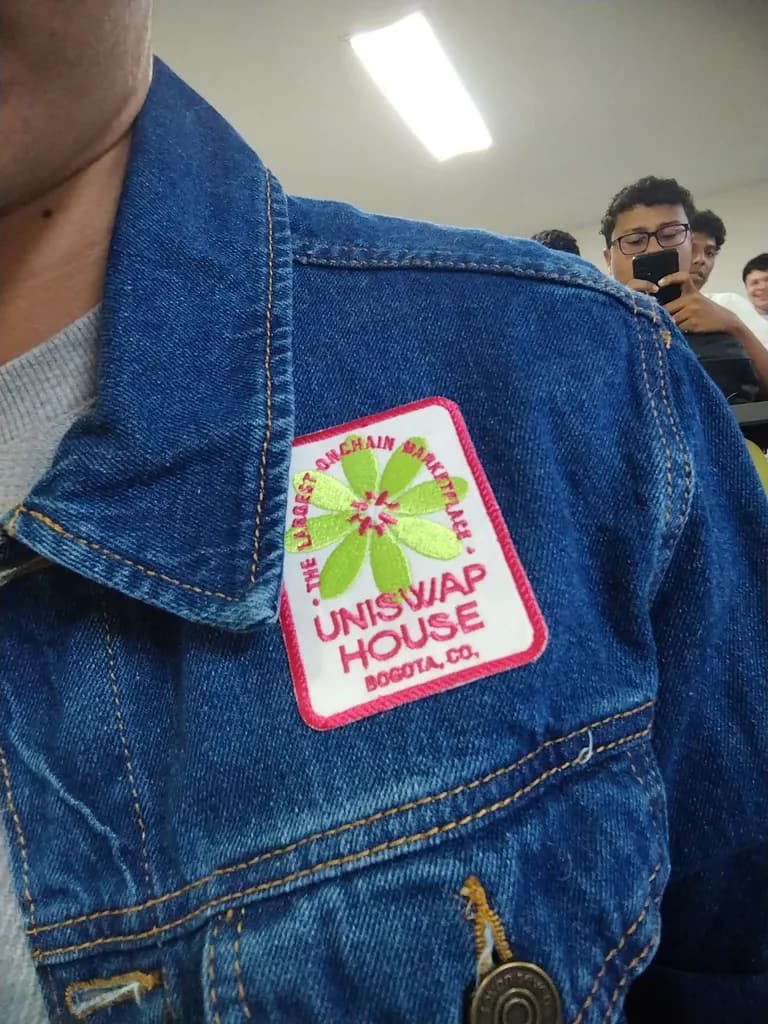 • THE LARGEST ONCHAIN MARKETPLACE •
UNISWAP
HOUSE
BOGOTA, CO.